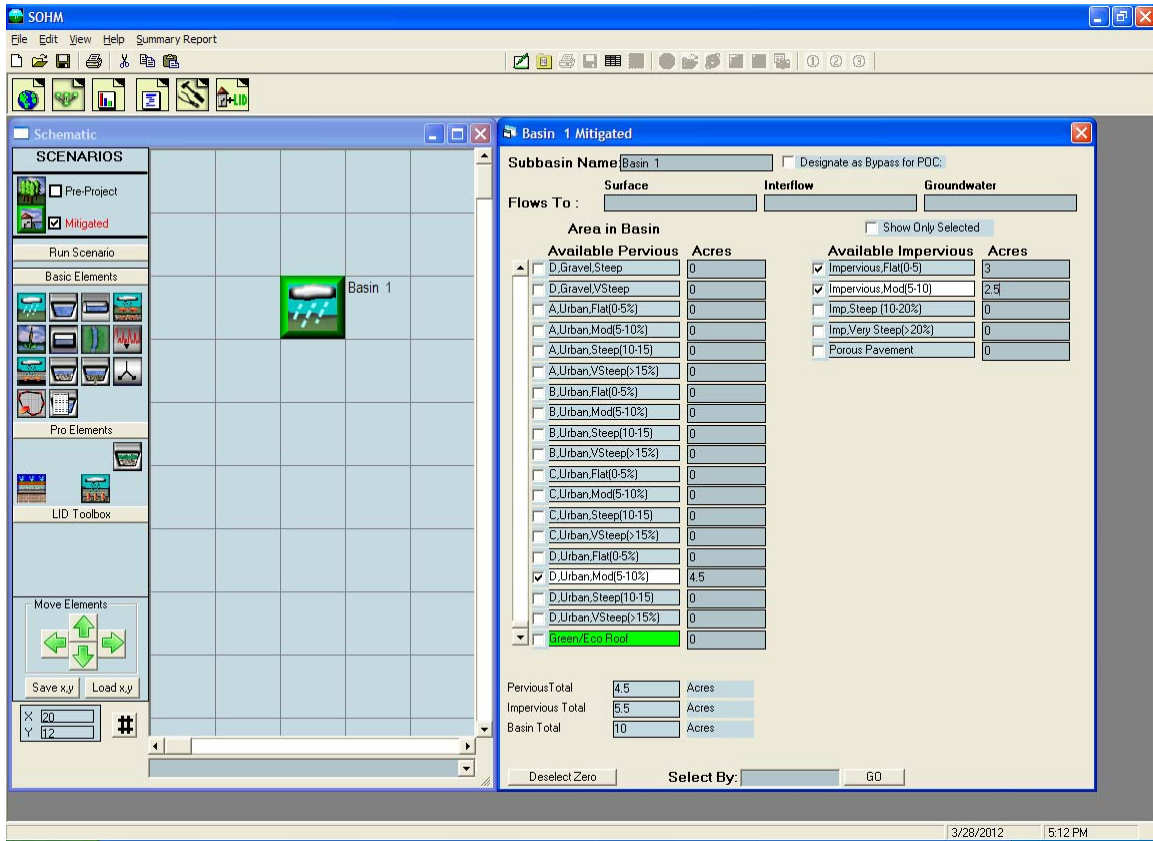 SOHM
File Edit View Help Summary Report
+LID
Schematic
SCENARIOS
Pre-Project
Mitigated
Run Scenario
Basic Elements
Pro Elements
LID Toolbox
Move Elements
Save x,y Load x,y
X 20
Y 12
#
Basin 1
Basin 1 Mitigated
Subbasin Name: Basin 1 Designate as Bypass for POC:
Surface Interflow Groundwater
Flows To :
Area in Basin Show Only Selected
Available Pervious Acres Available Impervious Acres
D,Gravel,Steep 0 Impervious,Flat(0-5) 3
D,Gravel,VSteep 0 Impervious,Mod(5-10) 2.5
A,Urban,Flat(0-5%) 0 Imp,Steep (10-20%) 0
A,Urban,Mod(5-10%) 0 Imp,Very Steep(>20%) 0
A,Urban,Steep(10-15) 0 Porous Pavement 0
A,Urban,VSteep(>15%) 0
B,Urban,Flat(0-5%) 0
B,Urban,Mod(5-10%) 0
B,Urban,Steep(10-15) 0
B,Urban,VSteep(>15%) 0
C,Urban,Flat(0-5%) 0
C,Urban,Mod(5-10%) 0
C,Urban,Steep(10-15) 0
C,Urban,VSteep(>15%) 0
D,Urban,Flat(0-5%) 0
D,Urban,Mod(5-10%) 4.5
D,Urban,Steep(10-15) 0
D,Urban,VSteep(>15%) 0
Green/Eco Roof 0
PerviousTotal 4.5 Acres
Impervious Total 5.5 Acres
Basin Total 10 Acres
Deselect Zero Select By: GO
3/28/2012 5:12 PM